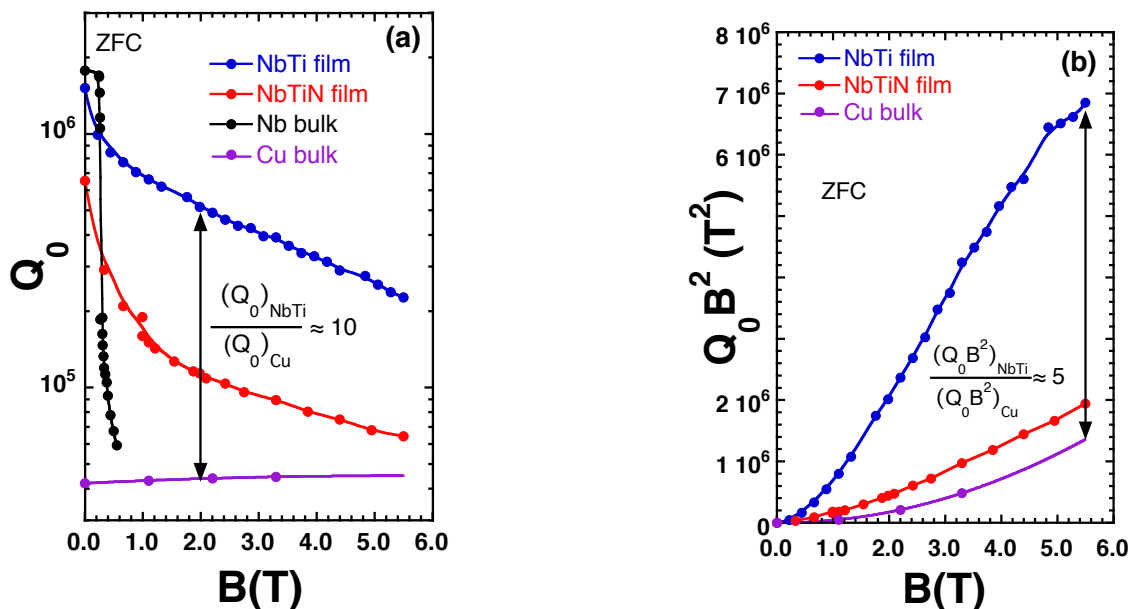 ZFC
(a)
NbTi film
NbTiN film
Nb bulk
Cu bulk
10⁶
10⁵
Q₀
(Q₀)NbTi
(Q₀)Cu
≈ 10
0.0 1.0 2.0 3.0 4.0 5.0 6.0
B(T)
(b)
NbTi film
NbTiN film
Cu bulk
ZFC
8 10⁶
7 10⁶
6 10⁶
2 10⁶
1 10⁶
0
Q₀B² (T²)
(Q₀B²)NbTi
(Q₀B²)Cu
≈ 5
0.0 1.0 2.0 3.0 4.0 5.0 6.0
B(T)